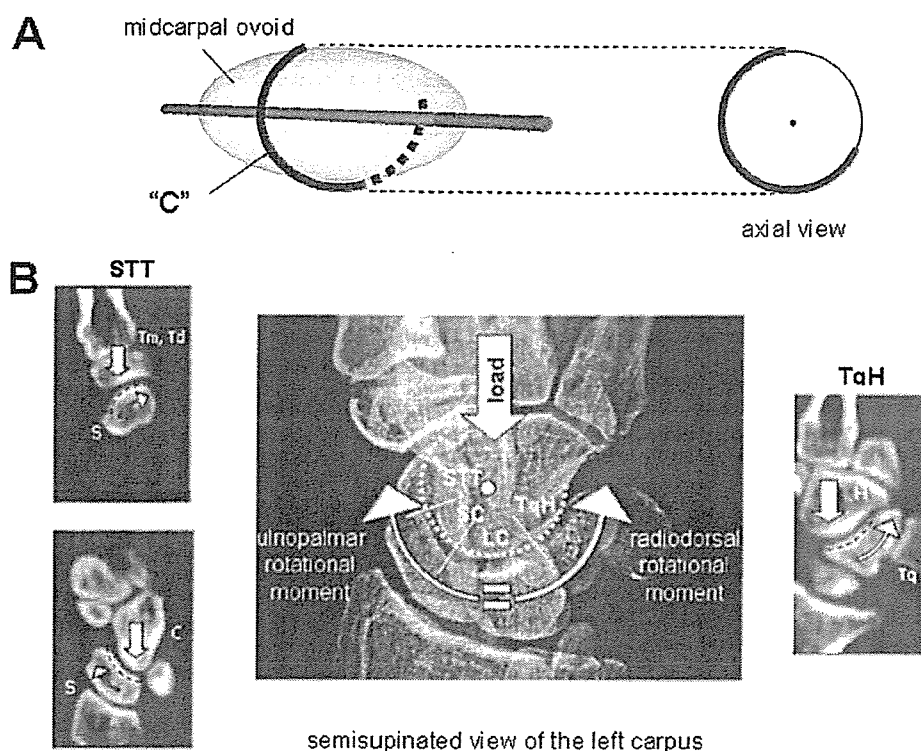 A
midcarpal ovoid
"C"
axial view
B
STT
Tm, Td
S
C
S
load
STT
SC
LC
TqH
ulnopalmar
rotational
moment
radiodorsal
rotational
moment
TqH
H
Tq
semisupinated view of the left carpus